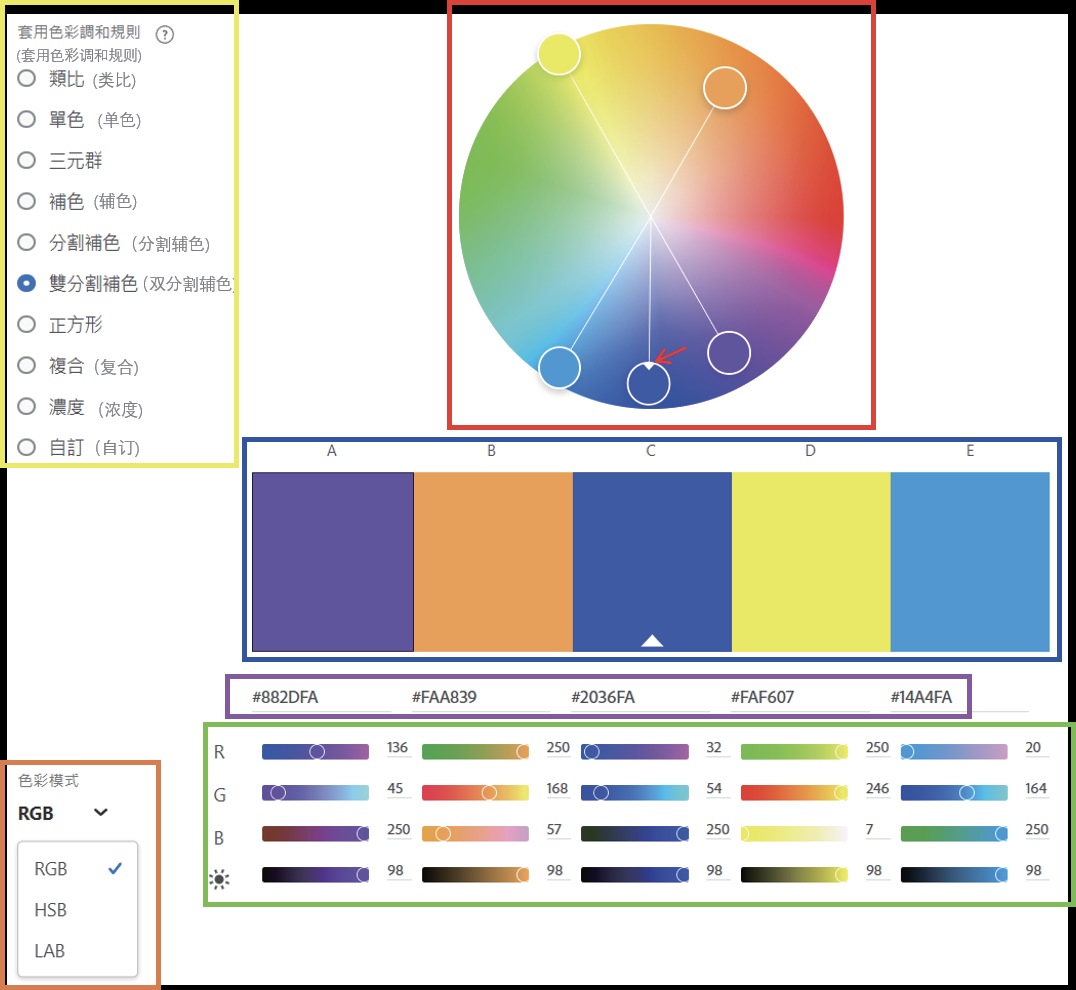 套用色彩調和規則 ?
(套用色彩调和规则)
類比 (类比)
單色 (单色)
三元群
補色 (辅色)
分割補色 (分割辅色)
雙分割補色 (双分割辅色)
正方形
複合 (复合)
濃度 (浓度)
自訂 (自订)
A B C D E
#882DFA #FAA839 #2036FA #FAF607 #14A4FA
R 136 250 32 250 20
G 45 168 54 246 164
B 250 57 250 7 250
98 98 98 98 98
色彩模式
RGB
RGB
HSB
LAB